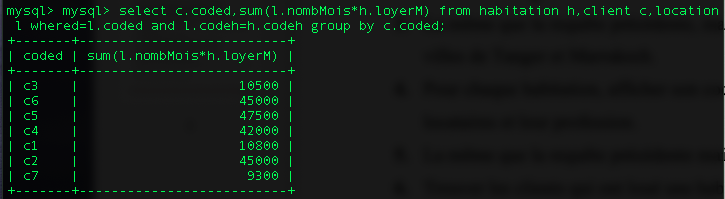 mysql> mysql> select c.coded,sum(l.nombMois*h.loyerM) from habitation h,client c,location
l whered=l.coded and l.codeh=h.codeh group by c.coded;
+-------+--------------------------+
| coded | sum(l.nombMois*h.loyerM) |
+-------+--------------------------+
| c3    |                    10500 |
| c6    |                    45000 |
| c5    |                    47500 |
| c4    |                    42000 |
| c1    |                    10800 |
| c2    |                    45000 |
| c7    |                     9300 |
+-------+--------------------------+